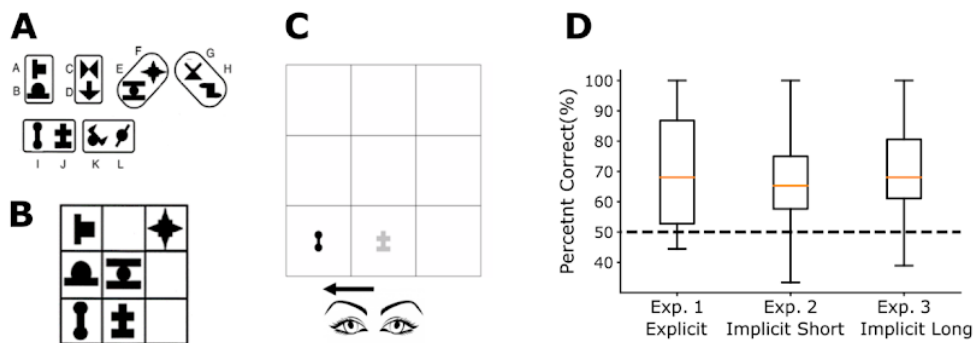 A
F
G
A
C
E
H
B
D
I
J
K
L
B
C
D
Percetnt Correct(%)
100
90
80
70
60
50
40
Exp. 1
Explicit
Exp. 2
Implicit Short
Exp. 3
Implicit Long